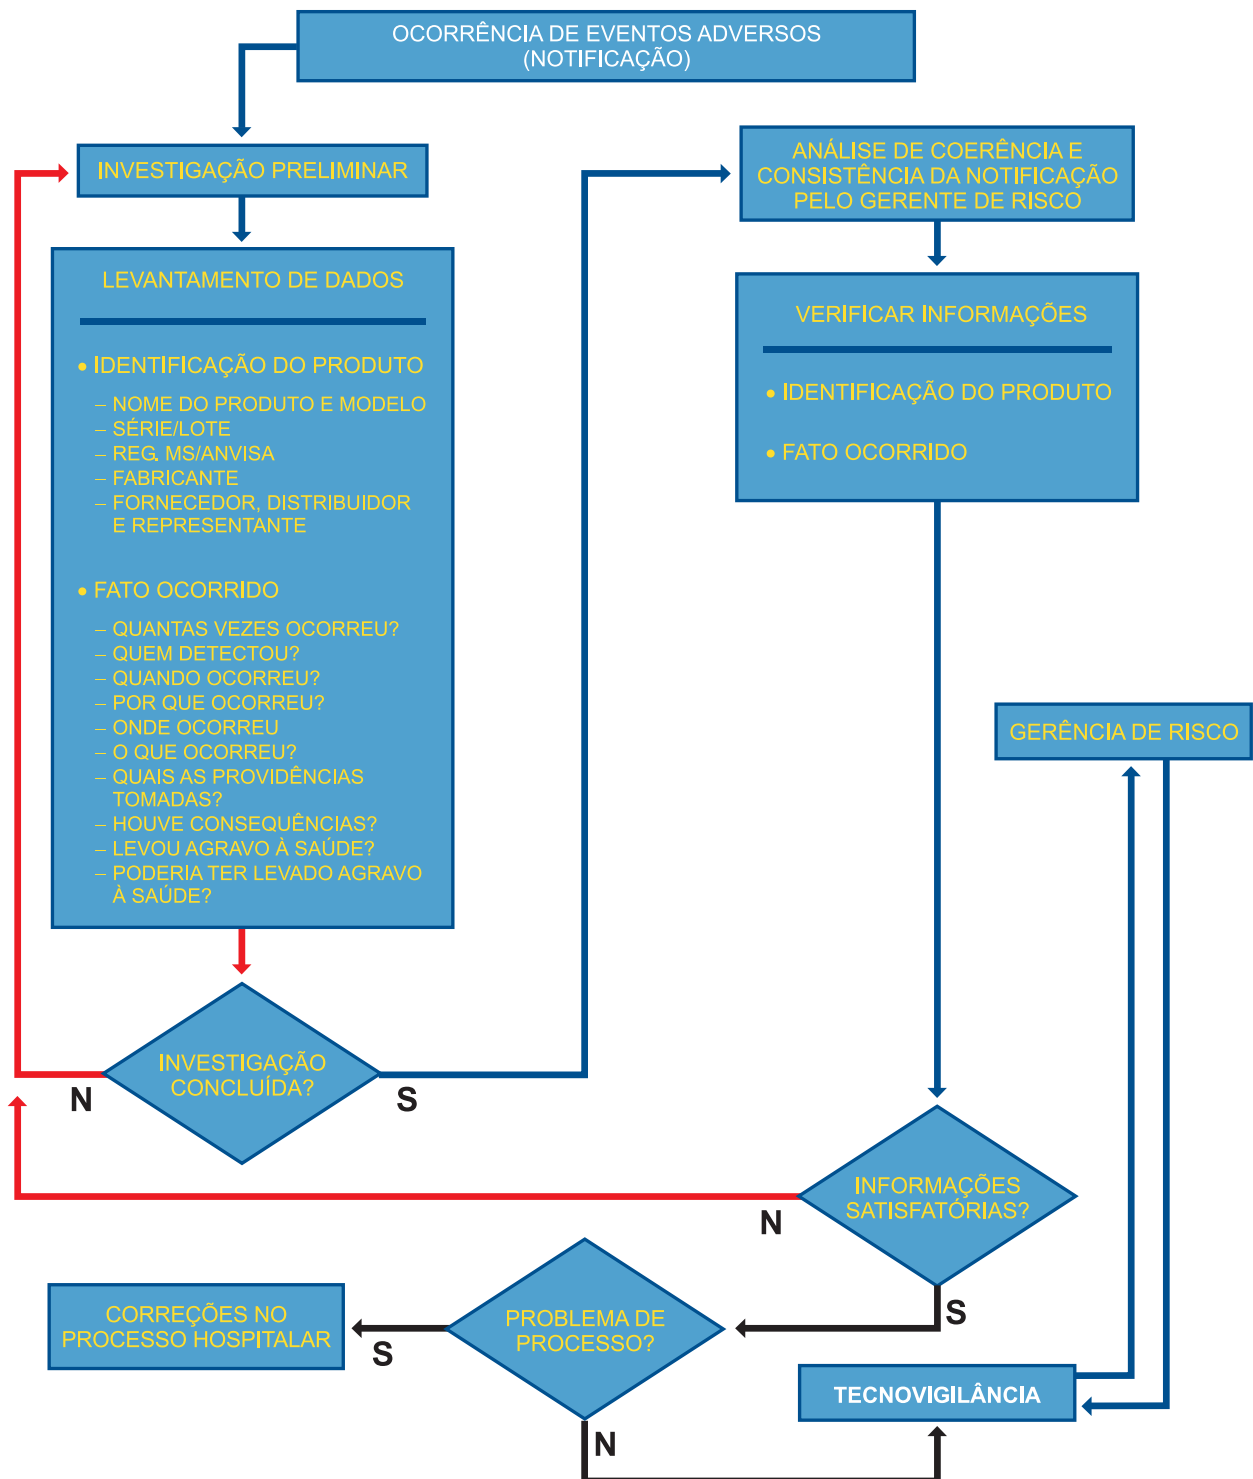 OCORRÊNCIA DE EVENTOS ADVERSOS
(NOTIFICAÇÃO)
INVESTIGAÇÃO PRELIMINAR
LEVANTAMENTO DE DADOS
• IDENTIFICAÇÃO DO PRODUTO
– NOME DO PRODUTO E MODELO
– SÉRIE/LOTE
– REG. MS/ANVISA
– FABRICANTE
– FORNECEDOR, DISTRIBUIDOR
E REPRESENTANTE
• FATO OCORRIDO
– QUANTAS VEZES OCORREU?
– QUEM DETECTOU?
– QUANDO OCORREU?
– POR QUE OCORREU?
– ONDE OCORREU
– O QUE OCORREU?
– QUAIS AS PROVIDÊNCIAS
TOMADAS?
– HOUVE CONSEQUÊNCIAS?
– LEVOU AGRAVO À SAÚDE?
– PODERIA TER LEVADO AGRAVO
À SAÚDE?
INVESTIGAÇÃO
CONCLUÍDA?
N
S
ANÁLISE DE COERÊNCIA E
CONSISTÊNCIA DA NOTIFICAÇÃO
PELO GERENTE DE RISCO
VERIFICAR INFORMAÇÕES
• IDENTIFICAÇÃO DO PRODUTO
• FATO OCORRIDO
GERÊNCIA DE RISCO
INFORMAÇÕES
SATISFATÓRIAS?
N
S
PROBLEMA DE
PROCESSO?
S
N
CORREÇÕES NO
PROCESSO HOSPITALAR
TECNOVIGILÂNCIA